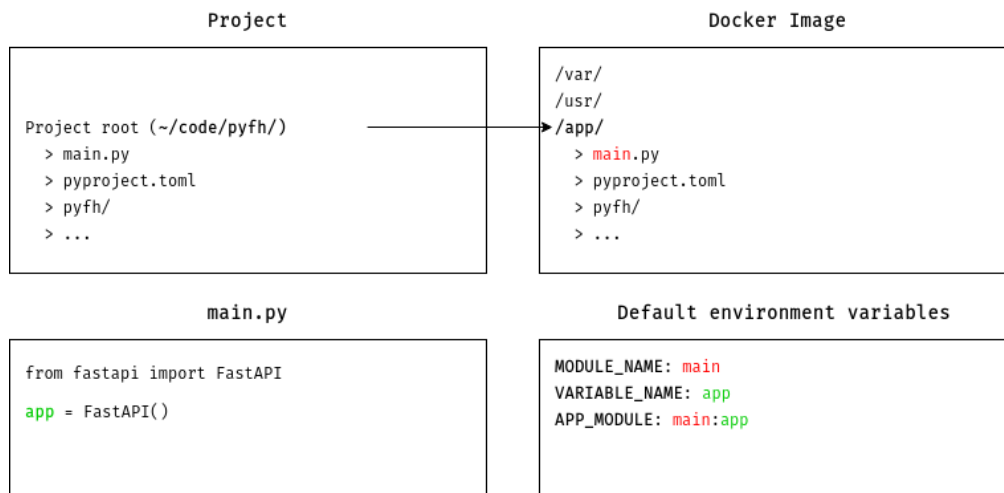 Project
Project root (~/code/pyfh/)
> main.py
> pyproject.toml
> pyfh/
> ...
Docker Image
/var/
/usr/
/app/
> main.py
> pyproject.toml
> pyfh/
> ...
main.py
from fastapi import FastAPI
app = FastAPI()
Default environment variables
MODULE_NAME: main
VARIABLE_NAME: app
APP_MODULE: main:app